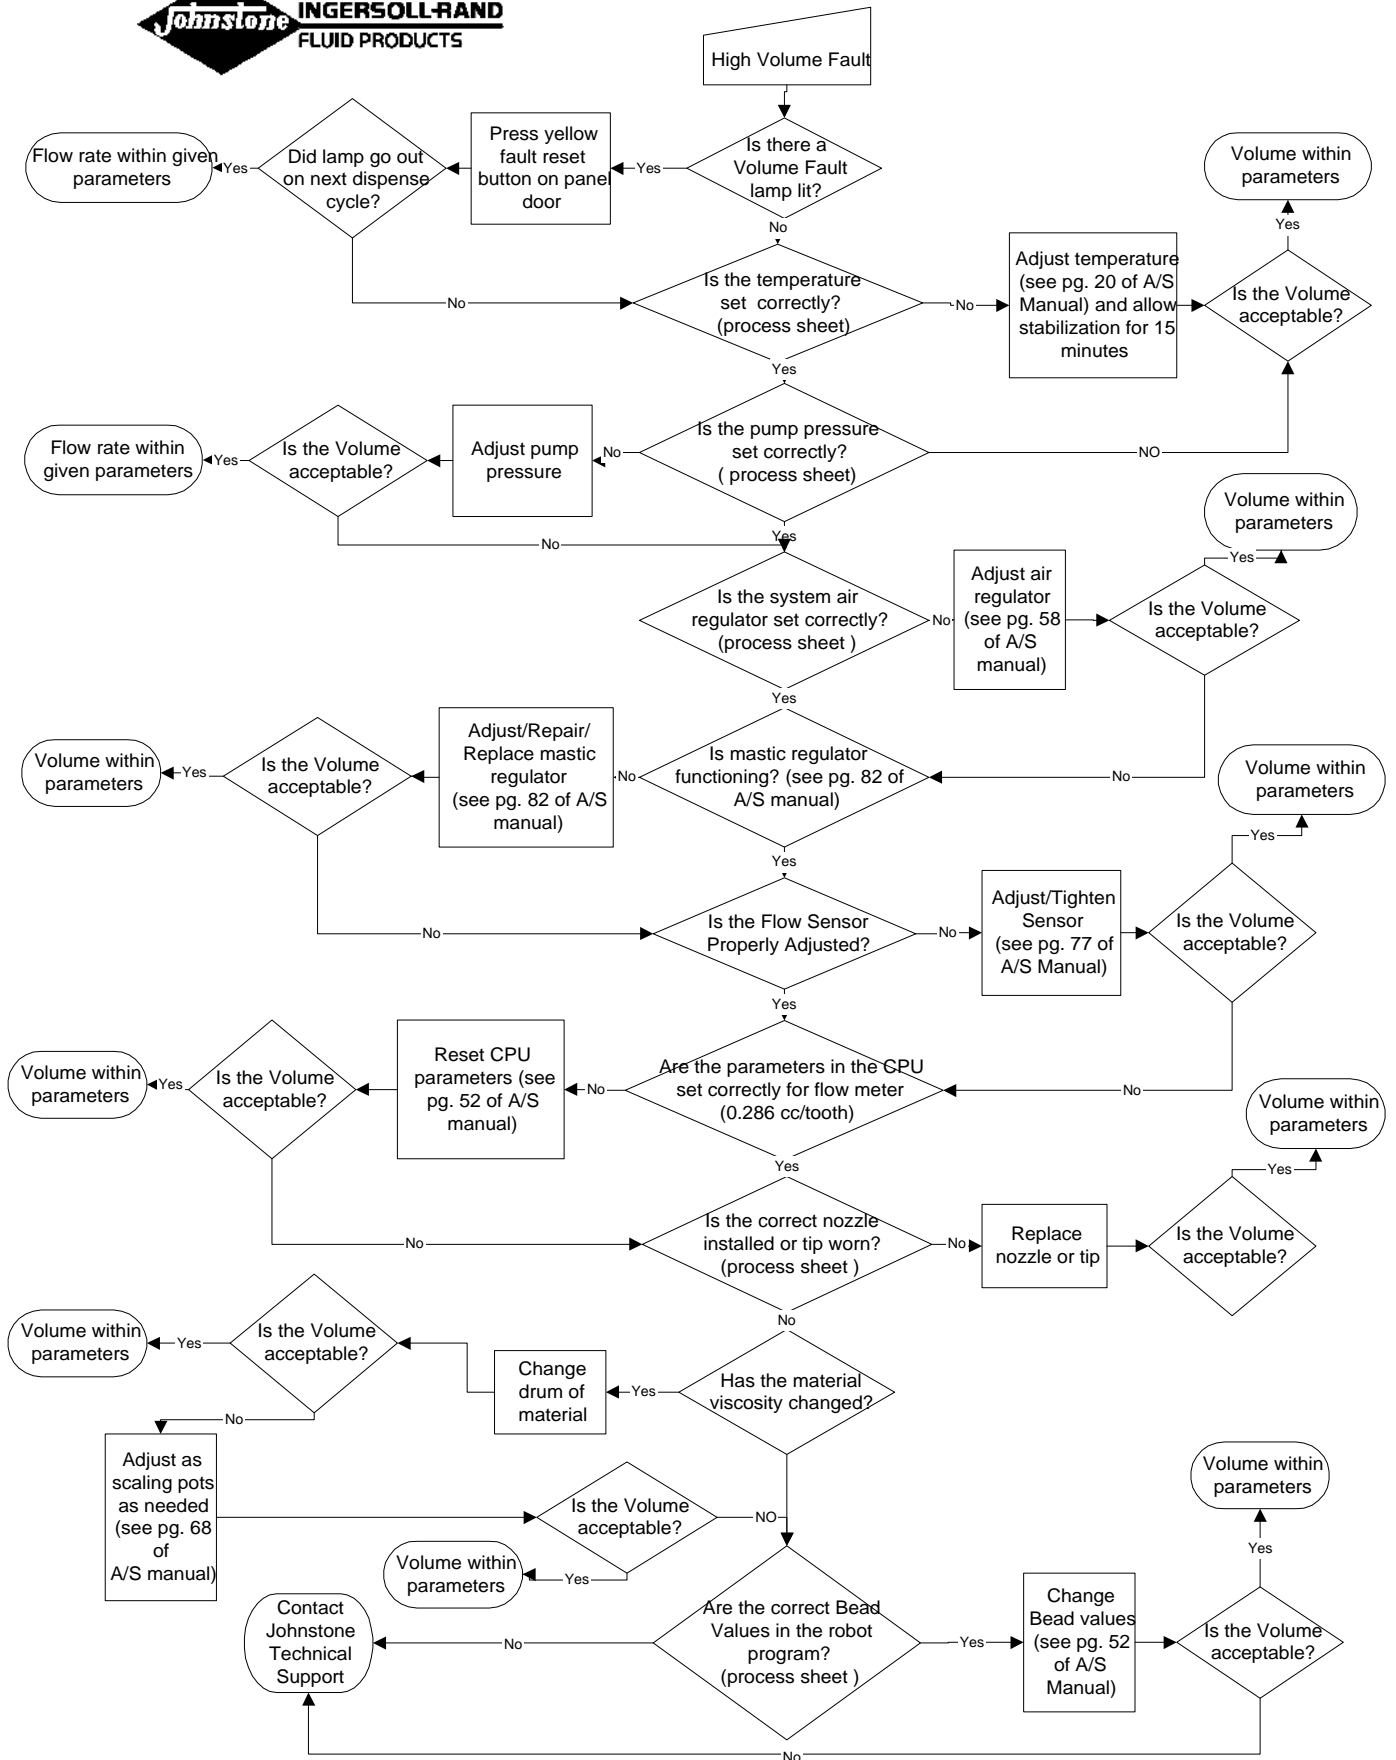 Johnstone
INGERSOLL-RAND
FLUID PRODUCTS
High Volume Fault
Is there a
Volume Fault
lamp lit?
Yes
Press yellow
fault reset
button on panel
door
Did lamp go out
on next dispense
cycle?
Yes
Flow rate within given
parameters
No
No
Is the temperature
set correctly?
(process sheet)
No
Adjust temperature
(see pg. 20 of A/S
Manual) and allow
stabilization for 15
minutes
Is the Volume
acceptable?
Yes
Volume within
parameters
Yes
Is the pump pressure
set correctly?
( process sheet)
NO
No
Adjust pump
pressure
Is the Volume
acceptable?
Yes
Flow rate within
given parameters
No
Yes
Is the system air
regulator set correctly?
(process sheet )
No
Adjust air
regulator
(see pg. 58
of A/S
manual)
Is the Volume
acceptable?
Yes
Volume within
parameters
No
Yes
Is mastic regulator
functioning? (see pg. 82 of
A/S manual)
No
Adjust/Repair/
Replace mastic
regulator
(see pg. 82 of A/S
manual)
Is the Volume
acceptable?
Yes
Volume within
parameters
No
Yes
Is the Flow Sensor
Properly Adjusted?
No
Adjust/Tighten
Sensor
(see pg. 77 of
A/S Manual)
Is the Volume
acceptable?
Yes
Volume within
parameters
No
Yes
Are the parameters in the CPU
set correctly for flow meter
(0.286 cc/tooth)
No
Reset CPU
parameters (see
pg. 52 of A/S
manual)
Is the Volume
acceptable?
Yes
Volume within
parameters
No
Yes
Is the correct nozzle
installed or tip worn?
(process sheet )
No
Replace
nozzle or tip
Is the Volume
acceptable?
Yes
Volume within
parameters
No
Has the material
viscosity changed?
Yes
Change
drum of
material
Is the Volume
acceptable?
Yes
Volume within
parameters
No
Adjust as
scaling pots
as needed
(see pg. 68
of
A/S manual)
Is the Volume
acceptable?
NO
Yes
Volume within
parameters
Are the correct Bead
Values in the robot
program?
(process sheet )
No
Contact
Johnstone
Technical
Support
Yes
Change
Bead values
(see pg. 52
of A/S
Manual)
Is the Volume
acceptable?
Yes
Volume within
parameters
No